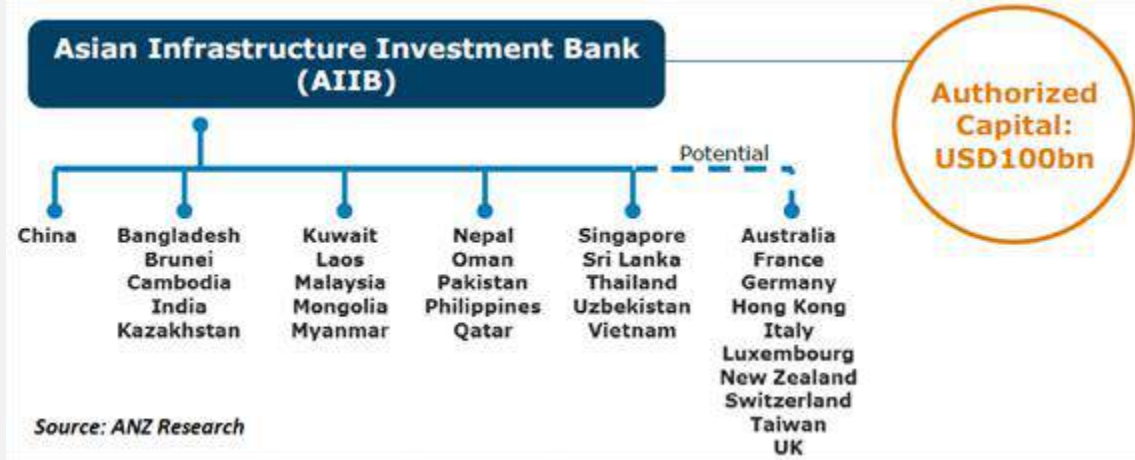 Asian Infrastructure Investment Bank
(AIIB)
Authorized
Capital:
USD100bn
Potential
China
Bangladesh
Brunei
Cambodia
India
Kazakhstan
Kuwait
Laos
Malaysia
Mongolia
Myanmar
Nepal
Oman
Pakistan
Philippines
Qatar
Singapore
Sri Lanka
Thailand
Uzbekistan
Vietnam
Australia
France
Germany
Hong Kong
Italy
Luxembourg
New Zealand
Switzerland
Taiwan
UK
Source: ANZ Research